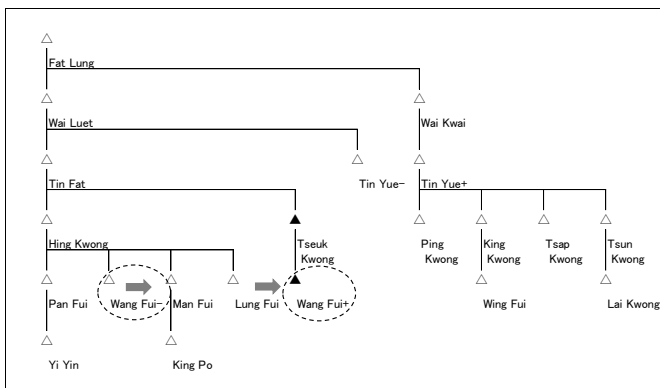 Fat Lung
Wai Luet
Wai Kwai
Tin Fat
Tin Yue-
Tin Yue+
Hing Kwong
Tseuk
Kwong
Ping
Kwong
King
Kwong
Tsap
Kwong
Tsun
Kwong
Pan Fui
Wang Fui-
Man Fui
Lung Fui
Wang Fui+
Wing Fui
Lai Kwong
Yi Yin
King Po